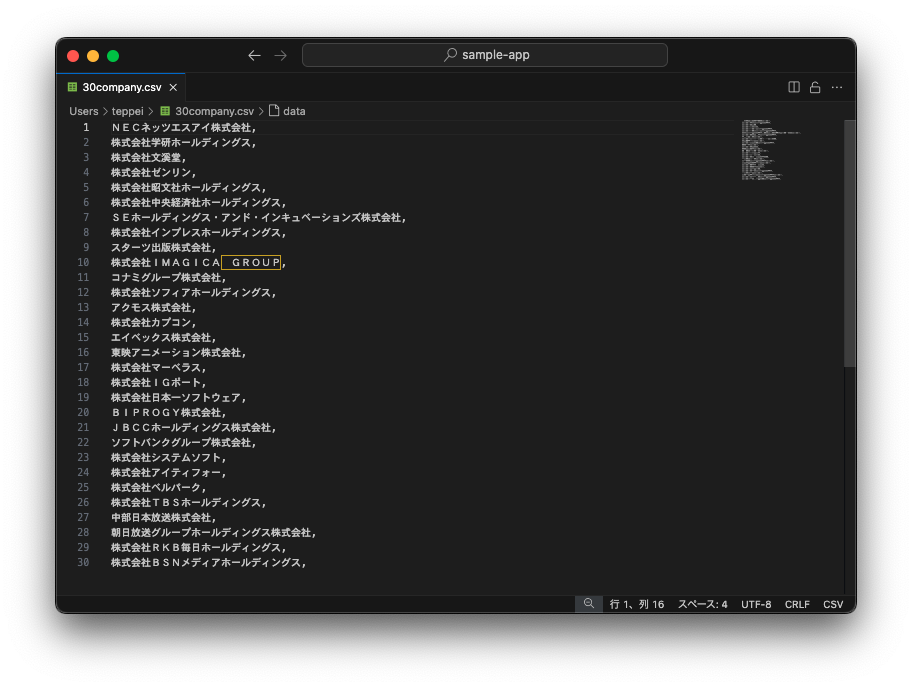 sample-app
30company.csv
Users > teppei > 30company.csv > data
1 ＮＥＣネッツエスアイ株式会社,
2 株式会社学研ホールディングス,
3 株式会社文溪堂,
4 株式会社ゼンリン,
5 株式会社昭文社ホールディングス,
6 株式会社中央経済社ホールディングス,
7 ＳＥホールディングス・アンド・インキュベーションズ株式会社,
8 株式会社インプレスホールディングス,
9 スターツ出版株式会社,
10 株式会社ＩＭＡＧＩＣＡ　ＧＲＯＵＰ,
11 コナミグループ株式会社,
12 株式会社ソフィアホールディングス,
13 アクモス株式会社,
14 株式会社カプコン,
15 エイベックス株式会社,
16 東映アニメーション株式会社,
17 株式会社マーベラス,
18 株式会社ＩＧポート,
19 株式会社日本一ソフトウェア,
20 ＢＩＰＲＯＧＹ株式会社,
21 ＪＢＣＣホールディングス株式会社,
22 ソフトバンクグループ株式会社,
23 株式会社システムソフト,
24 株式会社アイティフォー,
25 株式会社ベルパーク,
26 株式会社ＴＢＳホールディングス,
27 中部日本放送株式会社,
28 朝日放送グループホールディングス株式会社,
29 株式会社ＲＫＢ毎日ホールディングス,
30 株式会社ＢＳＮメディアホールディングス,
行 1、列 16 スペース: 4 UTF-8 CRLF CSV